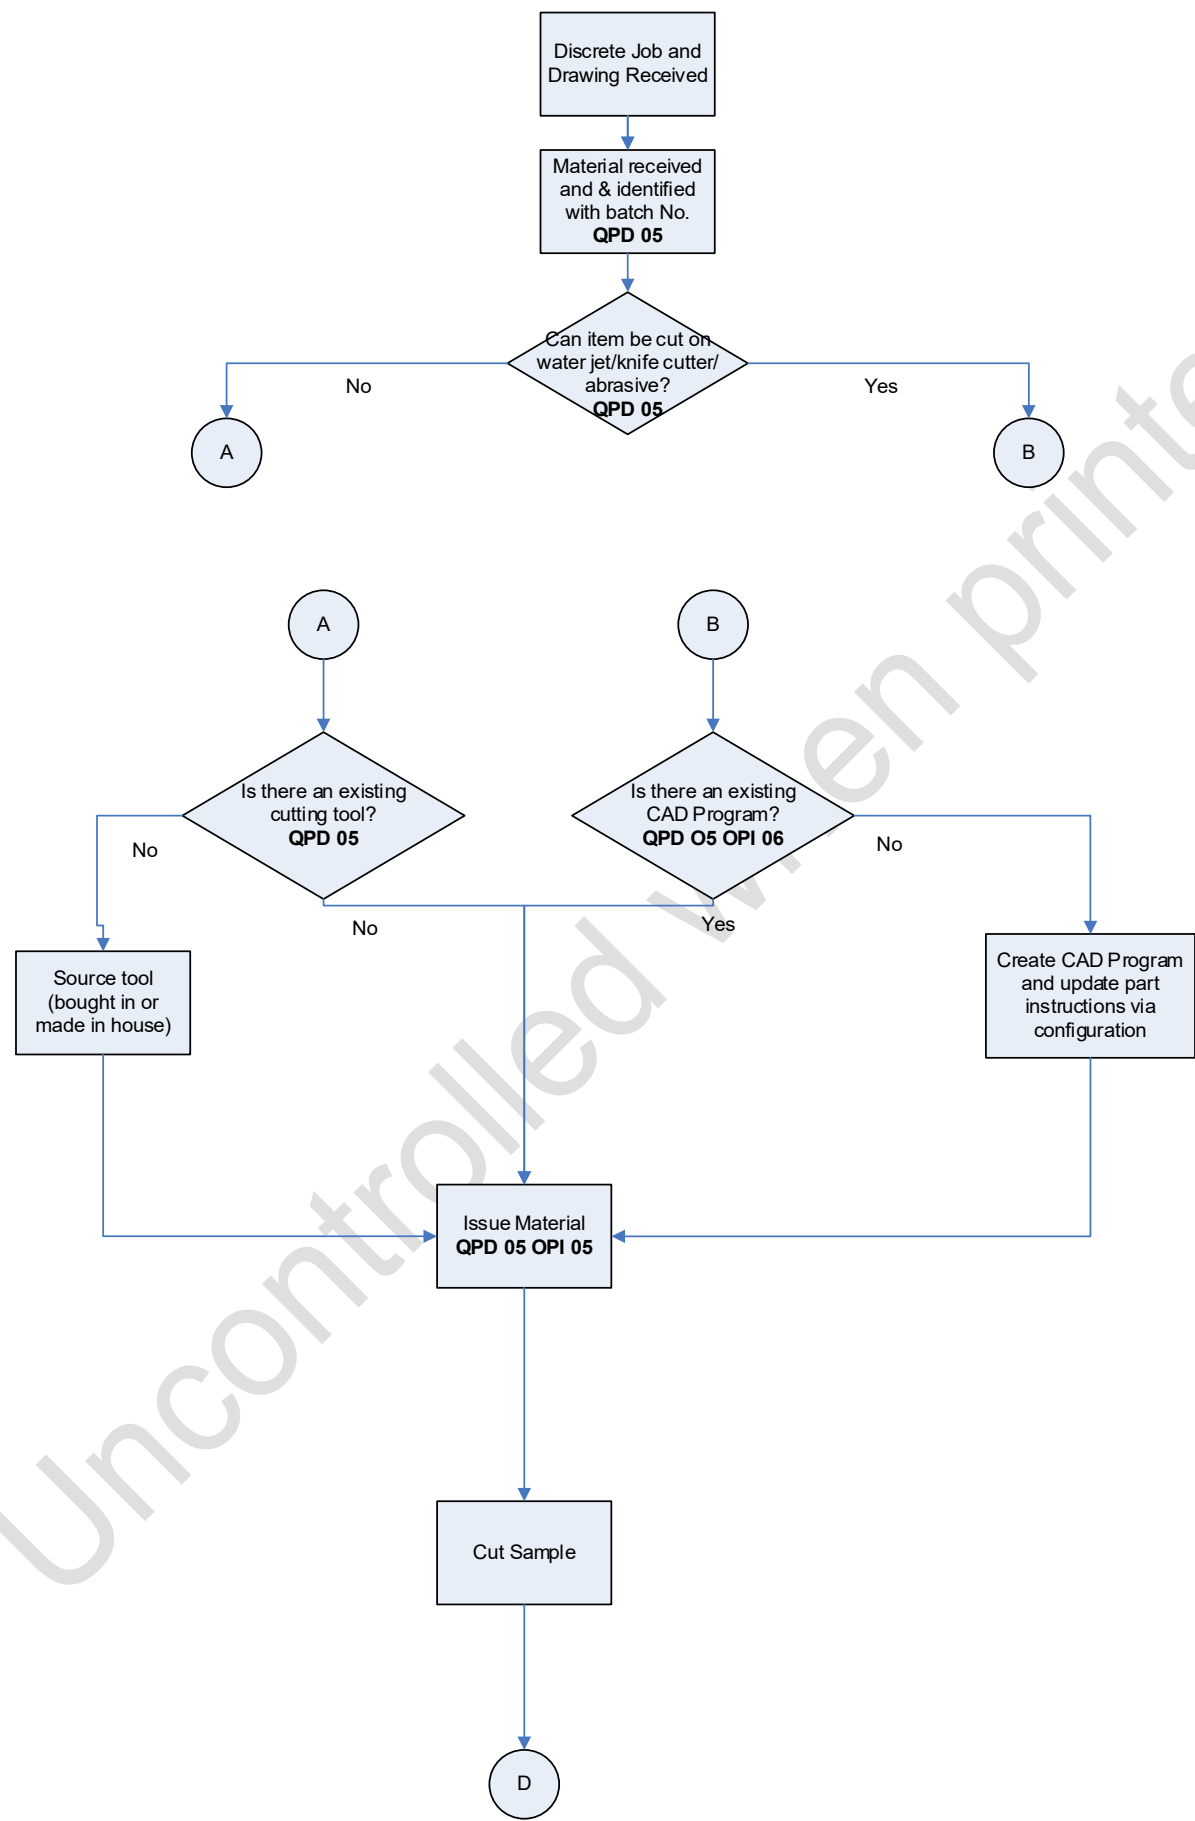 Discrete Job and
Drawing Received
Material received
and & identified
with batch No.
QPD 05
Can item be cut on
water jet/knife cutter/
abrasive?
QPD 05
No
Yes
A
B
A
B
Is there an existing
cutting tool?
QPD 05
Is there an existing
CAD Program?
QPD O5 OPI 06
No
No
No
Yes
Source tool
(bought in or
made in house)
Create CAD Program
and update part
instructions via
configuration
Issue Material
QPD 05 OPI 05
Cut Sample
D
Uncontrolled when printe